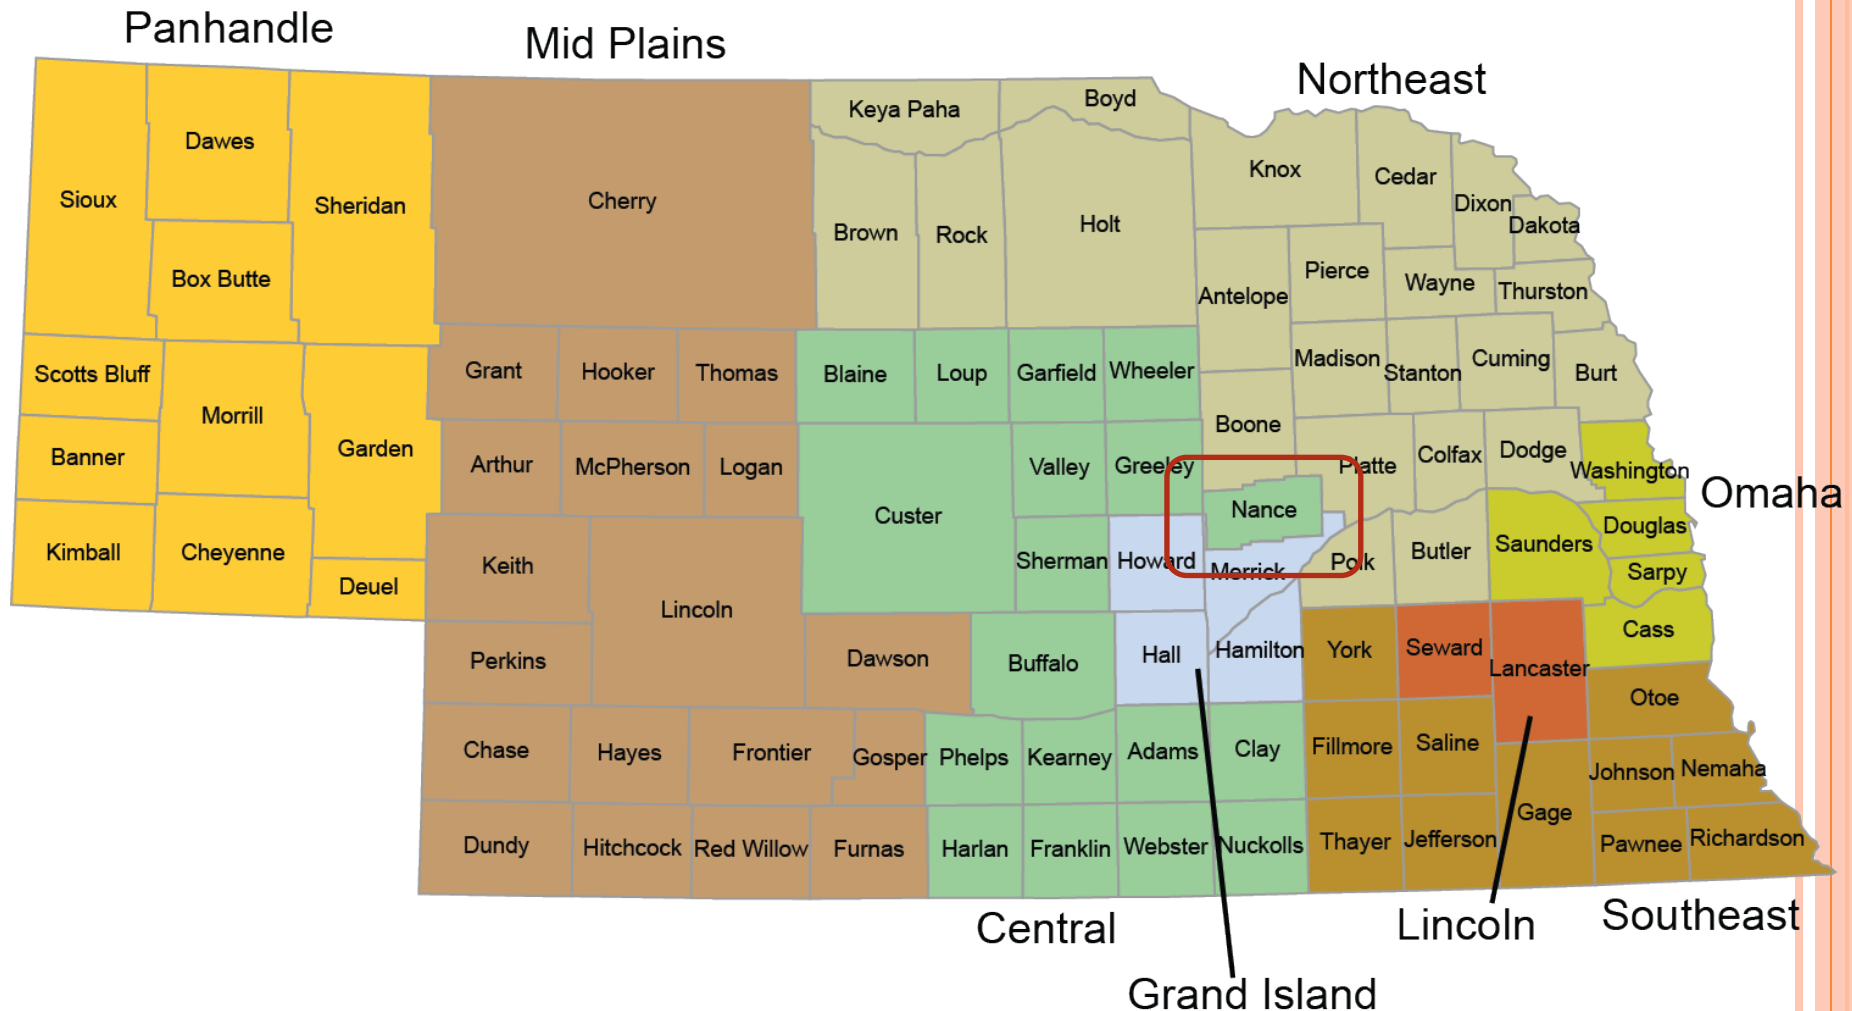 Panhandle
Mid Plains
Northeast
Keya Paha
Boyd
Dawes
Knox
Cedar
Sioux
Cherry
Sheridan
Dixon
Dakota
Brown
Rock
Holt
Box Butte
Pierce
Wayne
Antelope
Thurston
Scotts Bluff
Grant
Hooker
Thomas
Blaine
Loup
Garfield
Wheeler
Madison
Stanton
Cuming
Burt
Morrill
Garden
Boone
Banner
Arthur
McPherson
Logan
Valley
Greeley
Platte
Colfax
Dodge
Washington
Omaha
Custer
Nance
Douglas
Kimball
Cheyenne
Keith
Sherman
Howard
Merrick
Polk
Butler
Saunders
Sarpy
Deuel
Lincoln
Cass
Perkins
Dawson
Buffalo
Hall
Hamilton
York
Seward
Lancaster
Otoe
Chase
Hayes
Frontier
Gosper
Phelps
Kearney
Adams
Clay
Fillmore
Saline
Johnson
Nemaha
Gage
Dundy
Hitchcock
Red Willow
Furnas
Harlan
Franklin
Webster
Nuckolls
Thayer
Jefferson
Pawnee
Richardson
Central
Lincoln
Southeast
Grand Island